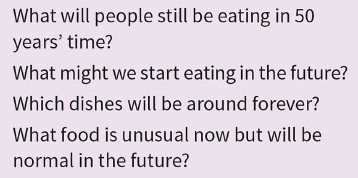 What will people still be eating in 50
years’ time?
What might we start eating in the future?
Which dishes will be around forever?
What food is unusual now but will be
normal in the future?